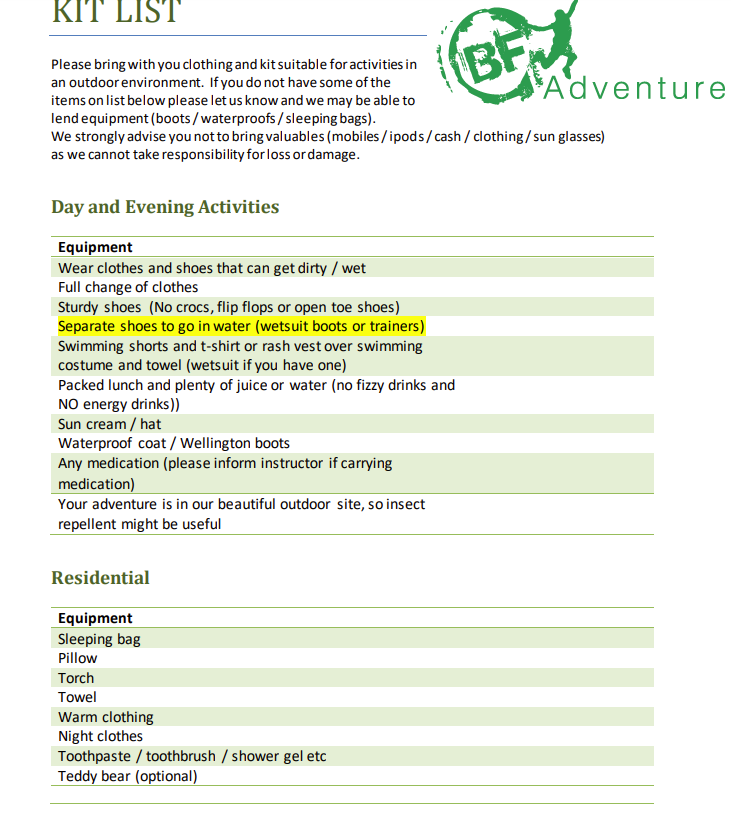 KIT LIST
BF
Adventure
Please bring with you clothing and kit suitable for activities in
an outdoor environment.  If you do not have some of the
items on list below please let us know and we may be able to
lend equipment (boots / waterproofs / sleeping bags).
We strongly advise you not to bring valuables (mobiles / ipods / cash / clothing / sun glasses)
as we cannot take responsibility for loss or damage.
Day and Evening Activities
Equipment
Wear clothes and shoes that can get dirty / wet
Full change of clothes
Sturdy shoes  (No crocs, flip flops or open toe shoes)
Separate shoes to go in water (wetsuit boots or trainers)
Swimming shorts and t-shirt or rash vest over swimming
costume and towel (wetsuit if you have one)
Packed lunch and plenty of juice or water (no fizzy drinks and
NO energy drinks))
Sun cream / hat
Waterproof coat / Wellington boots
Any medication (please inform instructor if carrying
medication)
Your adventure is in our beautiful outdoor site, so insect
repellent might be useful
Residential
Equipment
Sleeping bag
Pillow
Torch
Towel
Warm clothing
Night clothes
Toothpaste / toothbrush / shower gel etc
Teddy bear (optional)